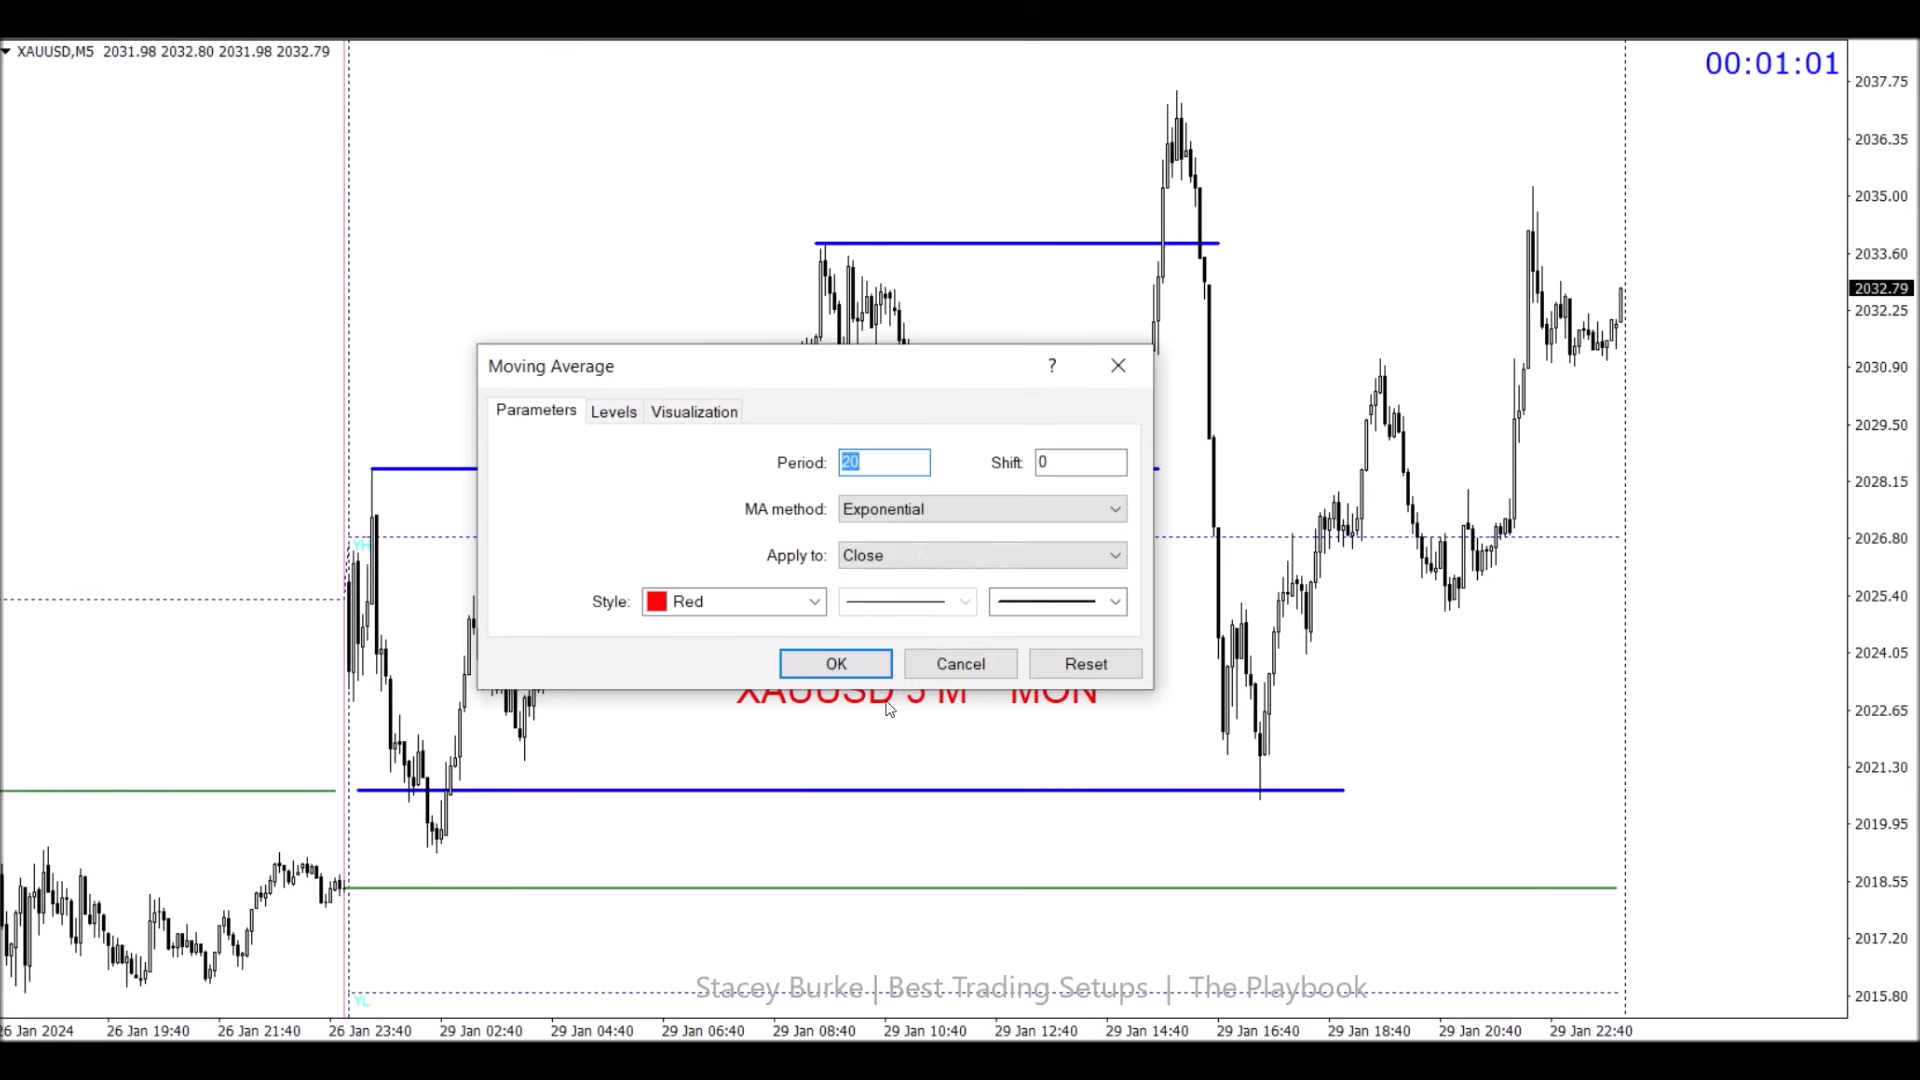 XAUUSD,M5 2031.98 2032.80 2031.98 2032.79
00:01:01
2037.75
2036.35
2035.00
2033.60
2032.79
2032.25
2030.90
2029.50
2028.15
2026.80
2025.40
2024.05
2022.65
2021.30
2019.95
2018.55
2017.20
2015.80
Moving Average
?
Parameters Levels Visualization
Period: 20 Shift: 0
MA method: Exponential
Apply to: Close
Style: Red
OK Cancel Reset
XAUUSD 5 M MON
YH
YL
Stacey Burke | Best Trading Setups | The Playbook
26 Jan 2024 26 Jan 19:40 26 Jan 21:40 26 Jan 23:40 29 Jan 02:40 29 Jan 04:40 29 Jan 06:40 29 Jan 08:40 29 Jan 10:40 29 Jan 12:40 29 Jan 14:40 29 Jan 16:40 29 Jan 18:40 29 Jan 20:40 29 Jan 22:40